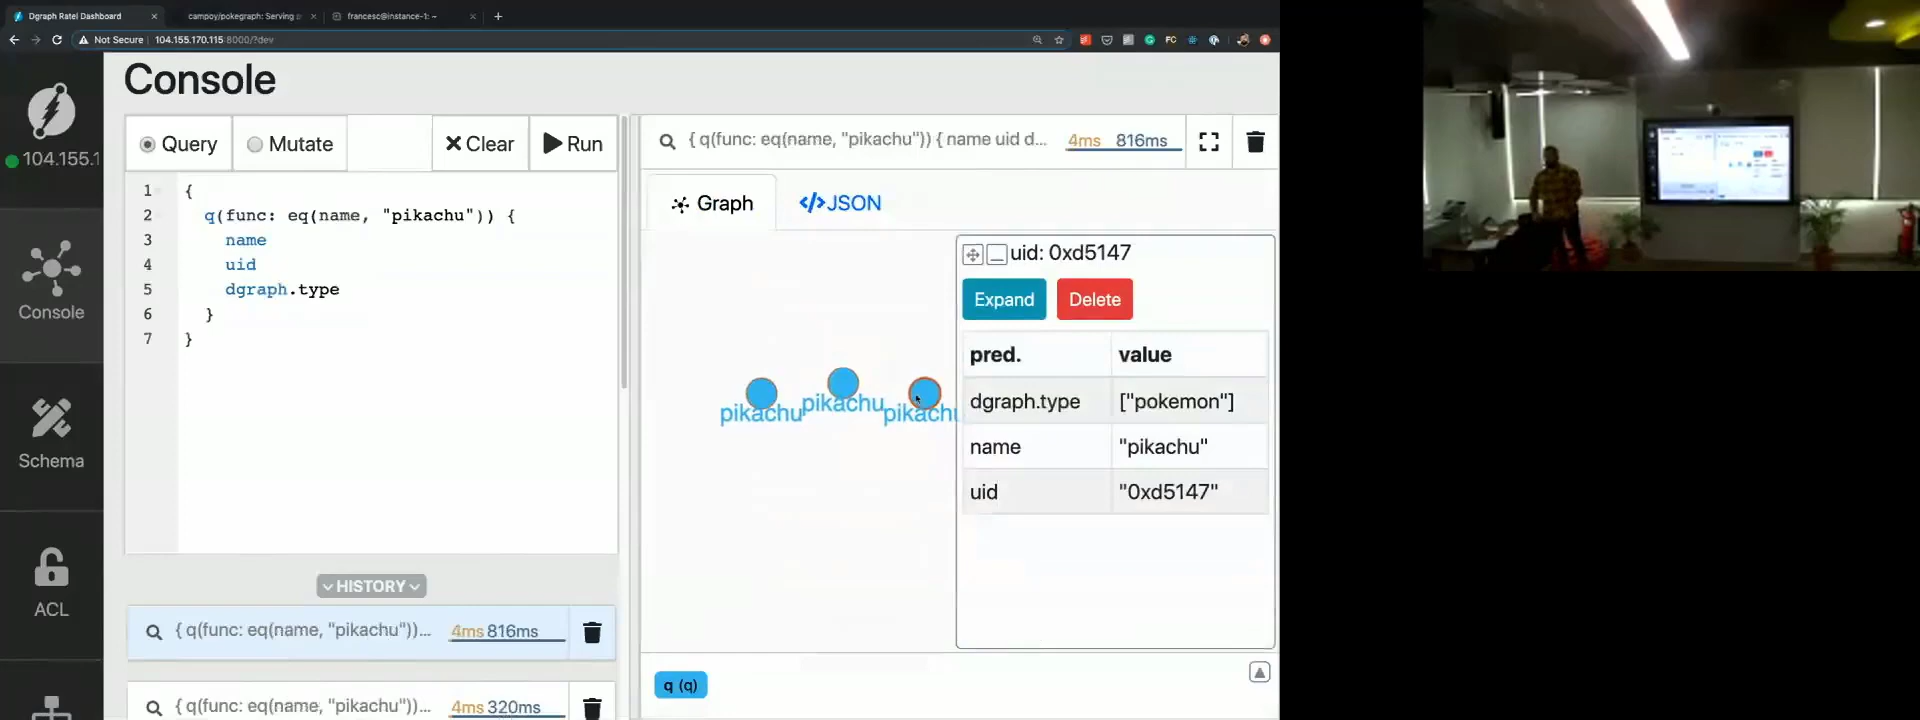 Dgraph Ratel Dashboard
campoy/pokegraph: Serving
francesc@instance-1: ~
Not Secure | 104.155.170.115:8000/?dev
FC
Console
Query
Mutate
Clear
Run
104.155.1
Console
Schema
ACL
1 {
2 q(func: eq(name, "pikachu")) {
3 name
4 uid
5 dgraph.type
6 }
7 }
HISTORY
{ q(func: eq(name, "pikachu"))... 4ms 816ms
{ q(func: eq(name, "pikachu"))... 4ms 320ms
{ q(func: eq(name, "pikachu")) { name uid d... 4ms 816ms
Graph
JSON
pikachu
pikachu
pikachu
uid: 0xd5147
Expand
Delete
pred. value
dgraph.type ["pokemon"]
name "pikachu"
uid "0xd5147"
q (q)